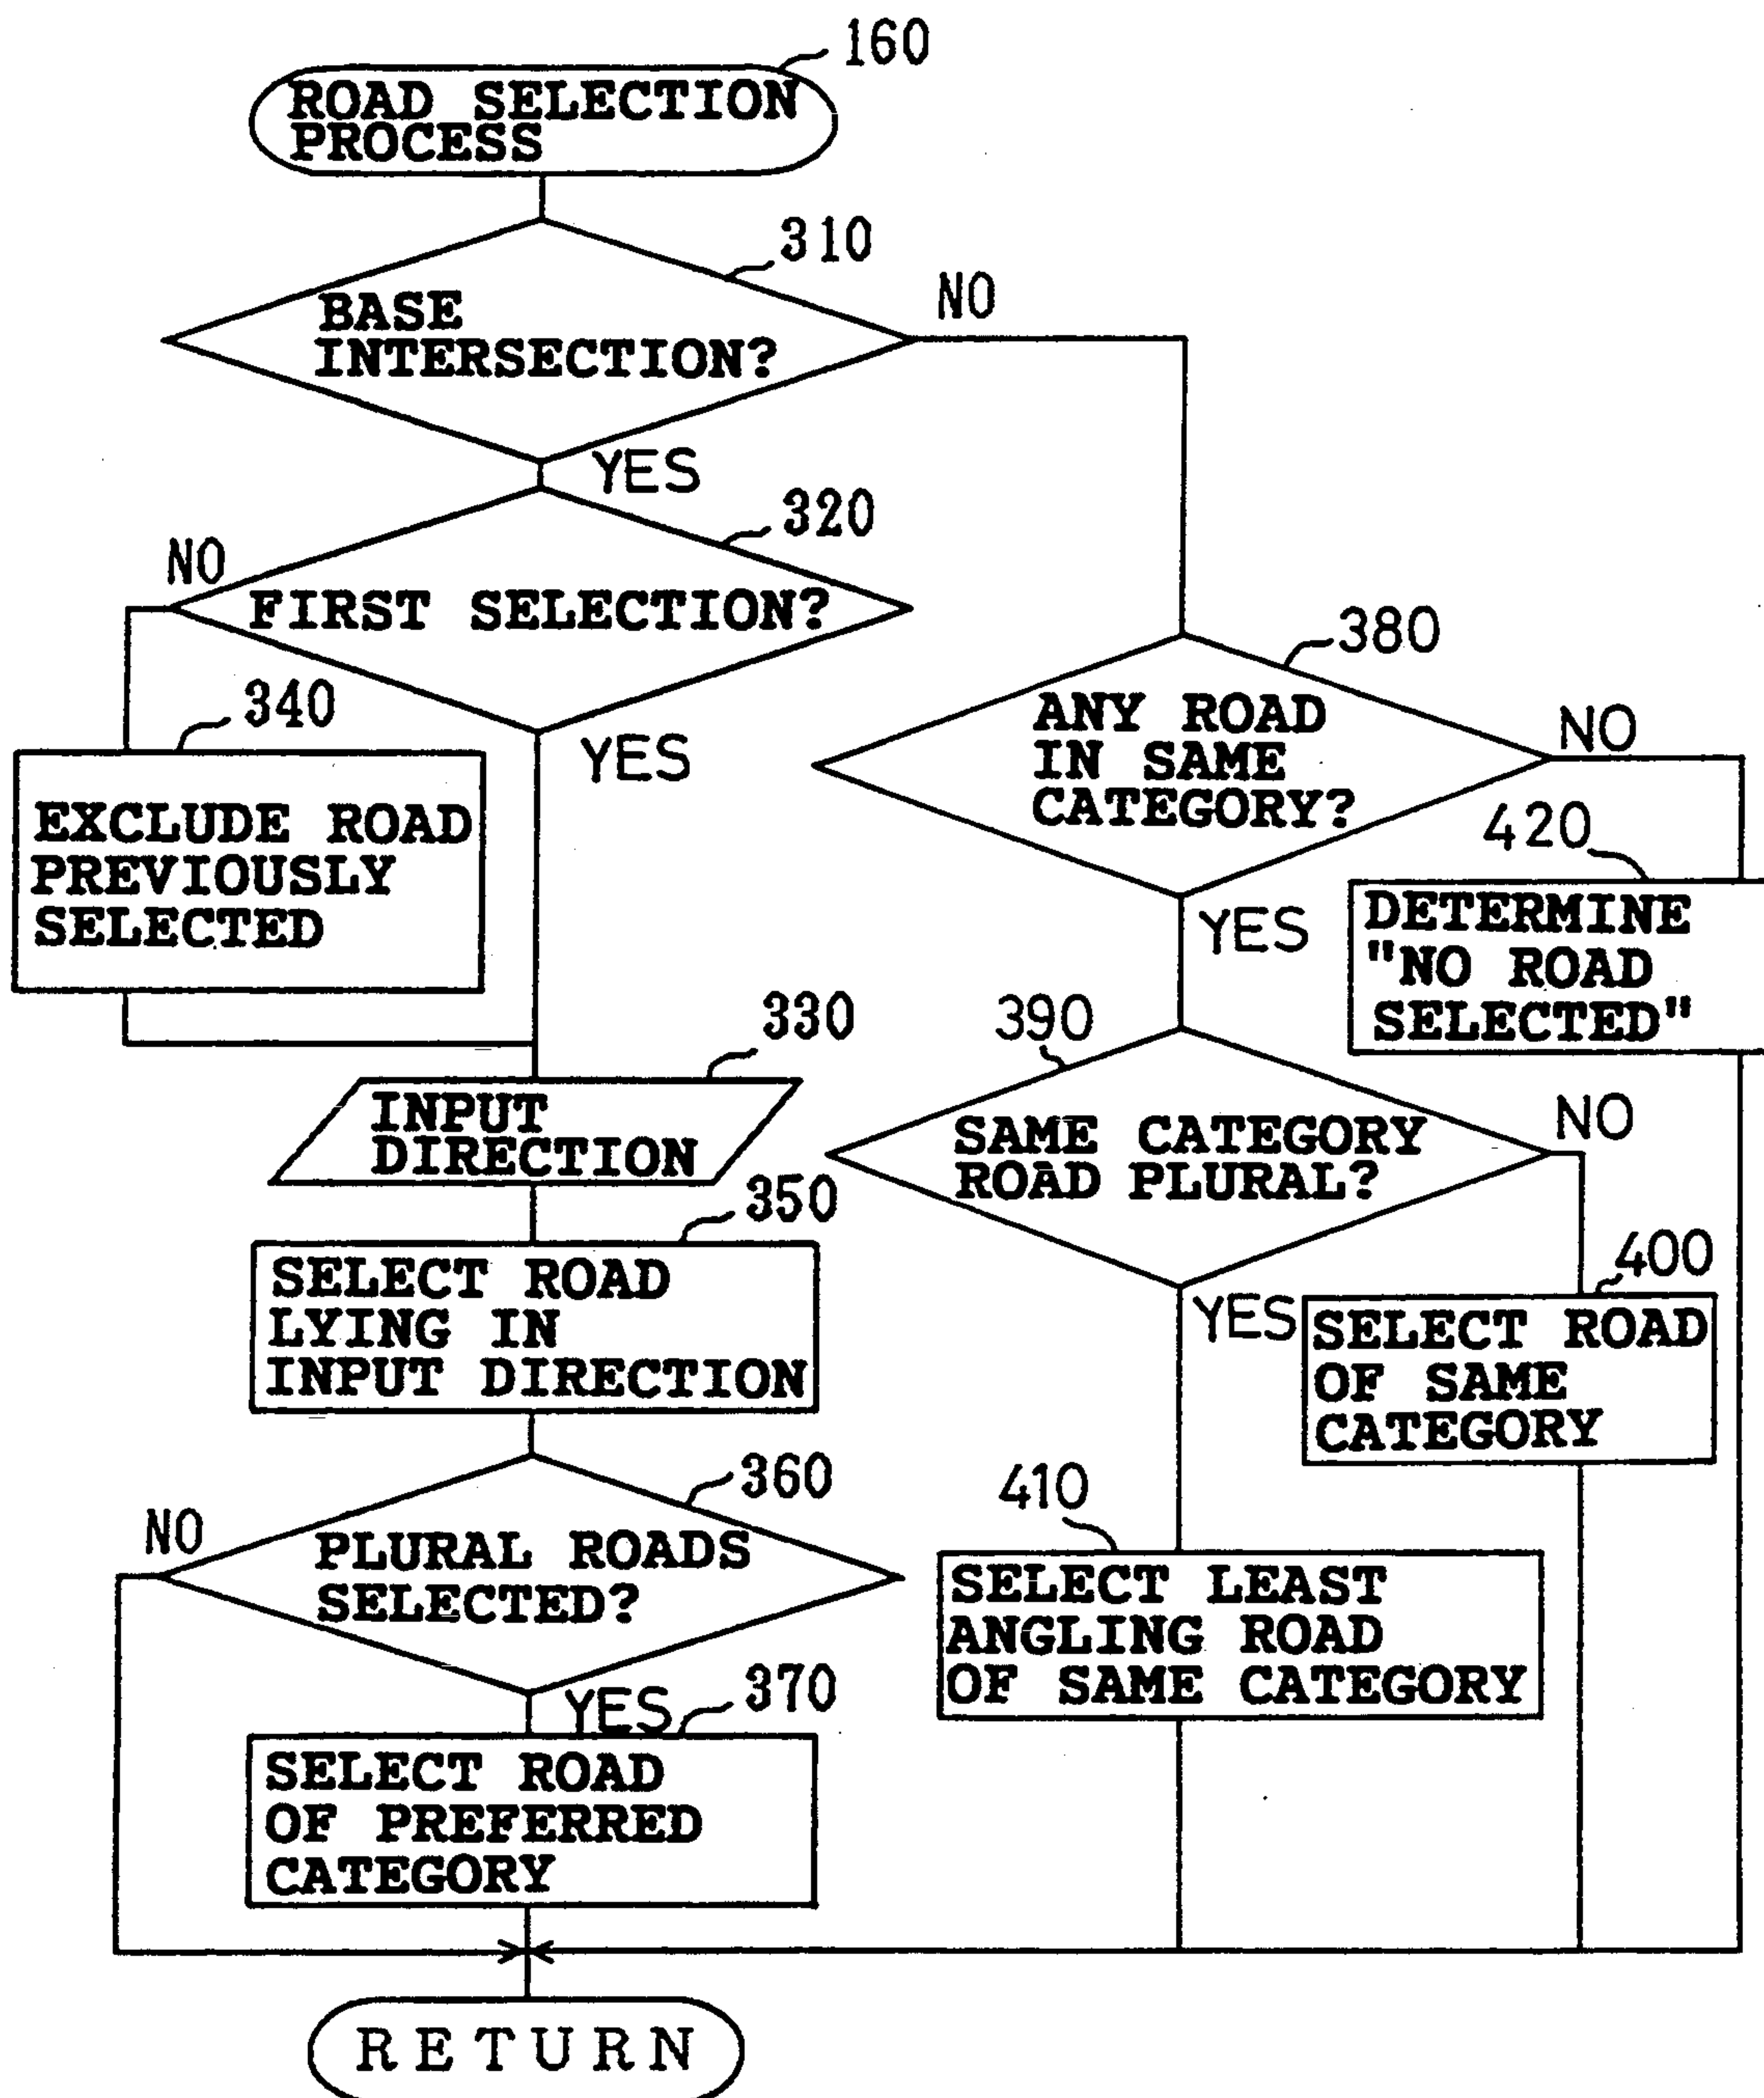 160
ROAD SELECTION
PROCESS
310
BASE
INTERSECTION?
NO
YES
320
FIRST SELECTION?
NO
YES
340
EXCLUDE ROAD
PREVIOUSLY
SELECTED
330
INPUT
DIRECTION
350
SELECT ROAD
LYING IN
INPUT DIRECTION
360
PLURAL ROADS
SELECTED?
NO
YES
370
SELECT ROAD
OF PREFERRED
CATEGORY
380
ANY ROAD
IN SAME
CATEGORY?
NO
YES
420
DETERMINE
"NO ROAD
SELECTED"
390
SAME CATEGORY
ROAD PLURAL?
NO
YES
400
SELECT ROAD
OF SAME
CATEGORY
410
SELECT LEAST
ANGLING ROAD
OF SAME CATEGORY
RETURN